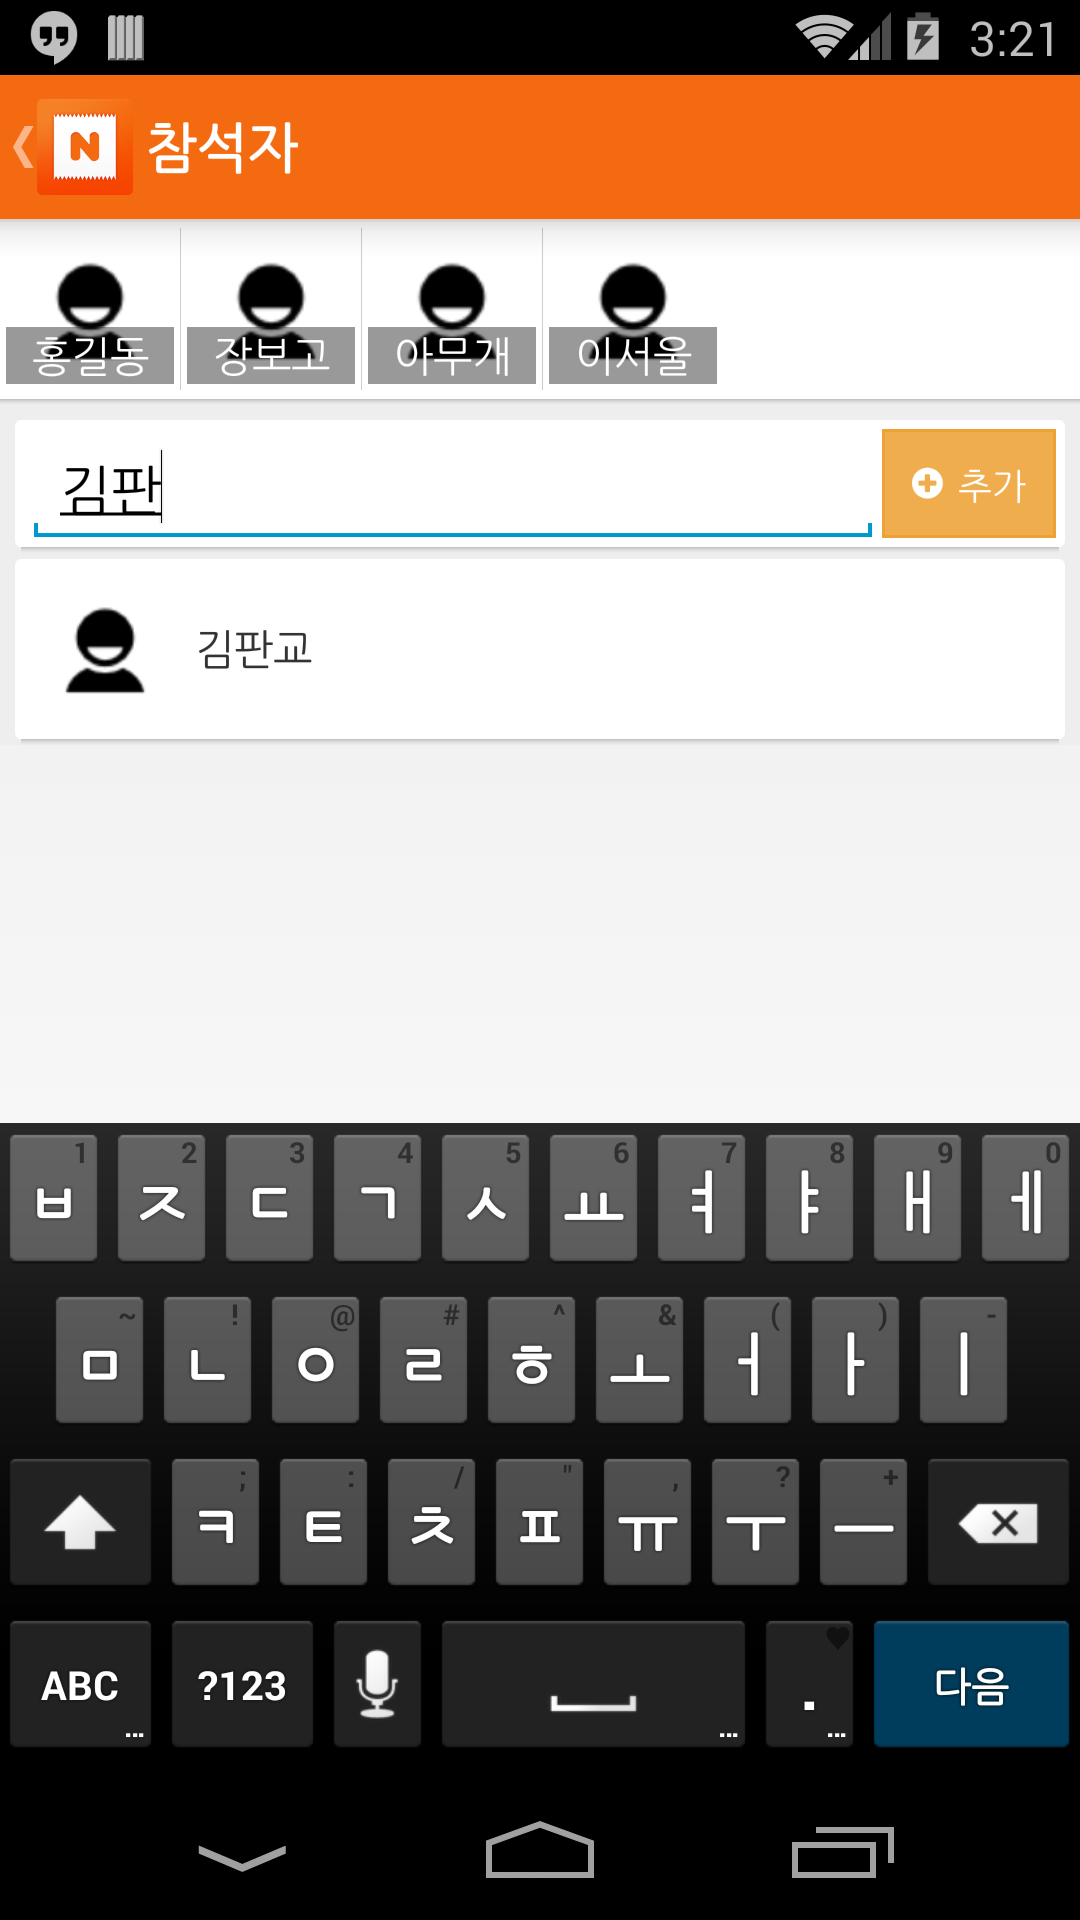 3:21
N 참석자
홍길동 장보고 아무개 이서울
김판
추가
김판교
1 2 3 4 5 6 7 8 9 0
ㅂ ㅈ ㄷ ㄱ ㅅ ㅛ ㅕ ㅑ ㅐ ㅔ
~ ! @ # ^ & ( ) -
ㅁ ㄴ ㅇ ㄹ ㅎ ㅗ ㅓ ㅏ ㅣ
; : / " , ? +
ㅋ ㅌ ㅊ ㅍ ㅠ ㅜ ㅡ
ABC ?123 . 다음